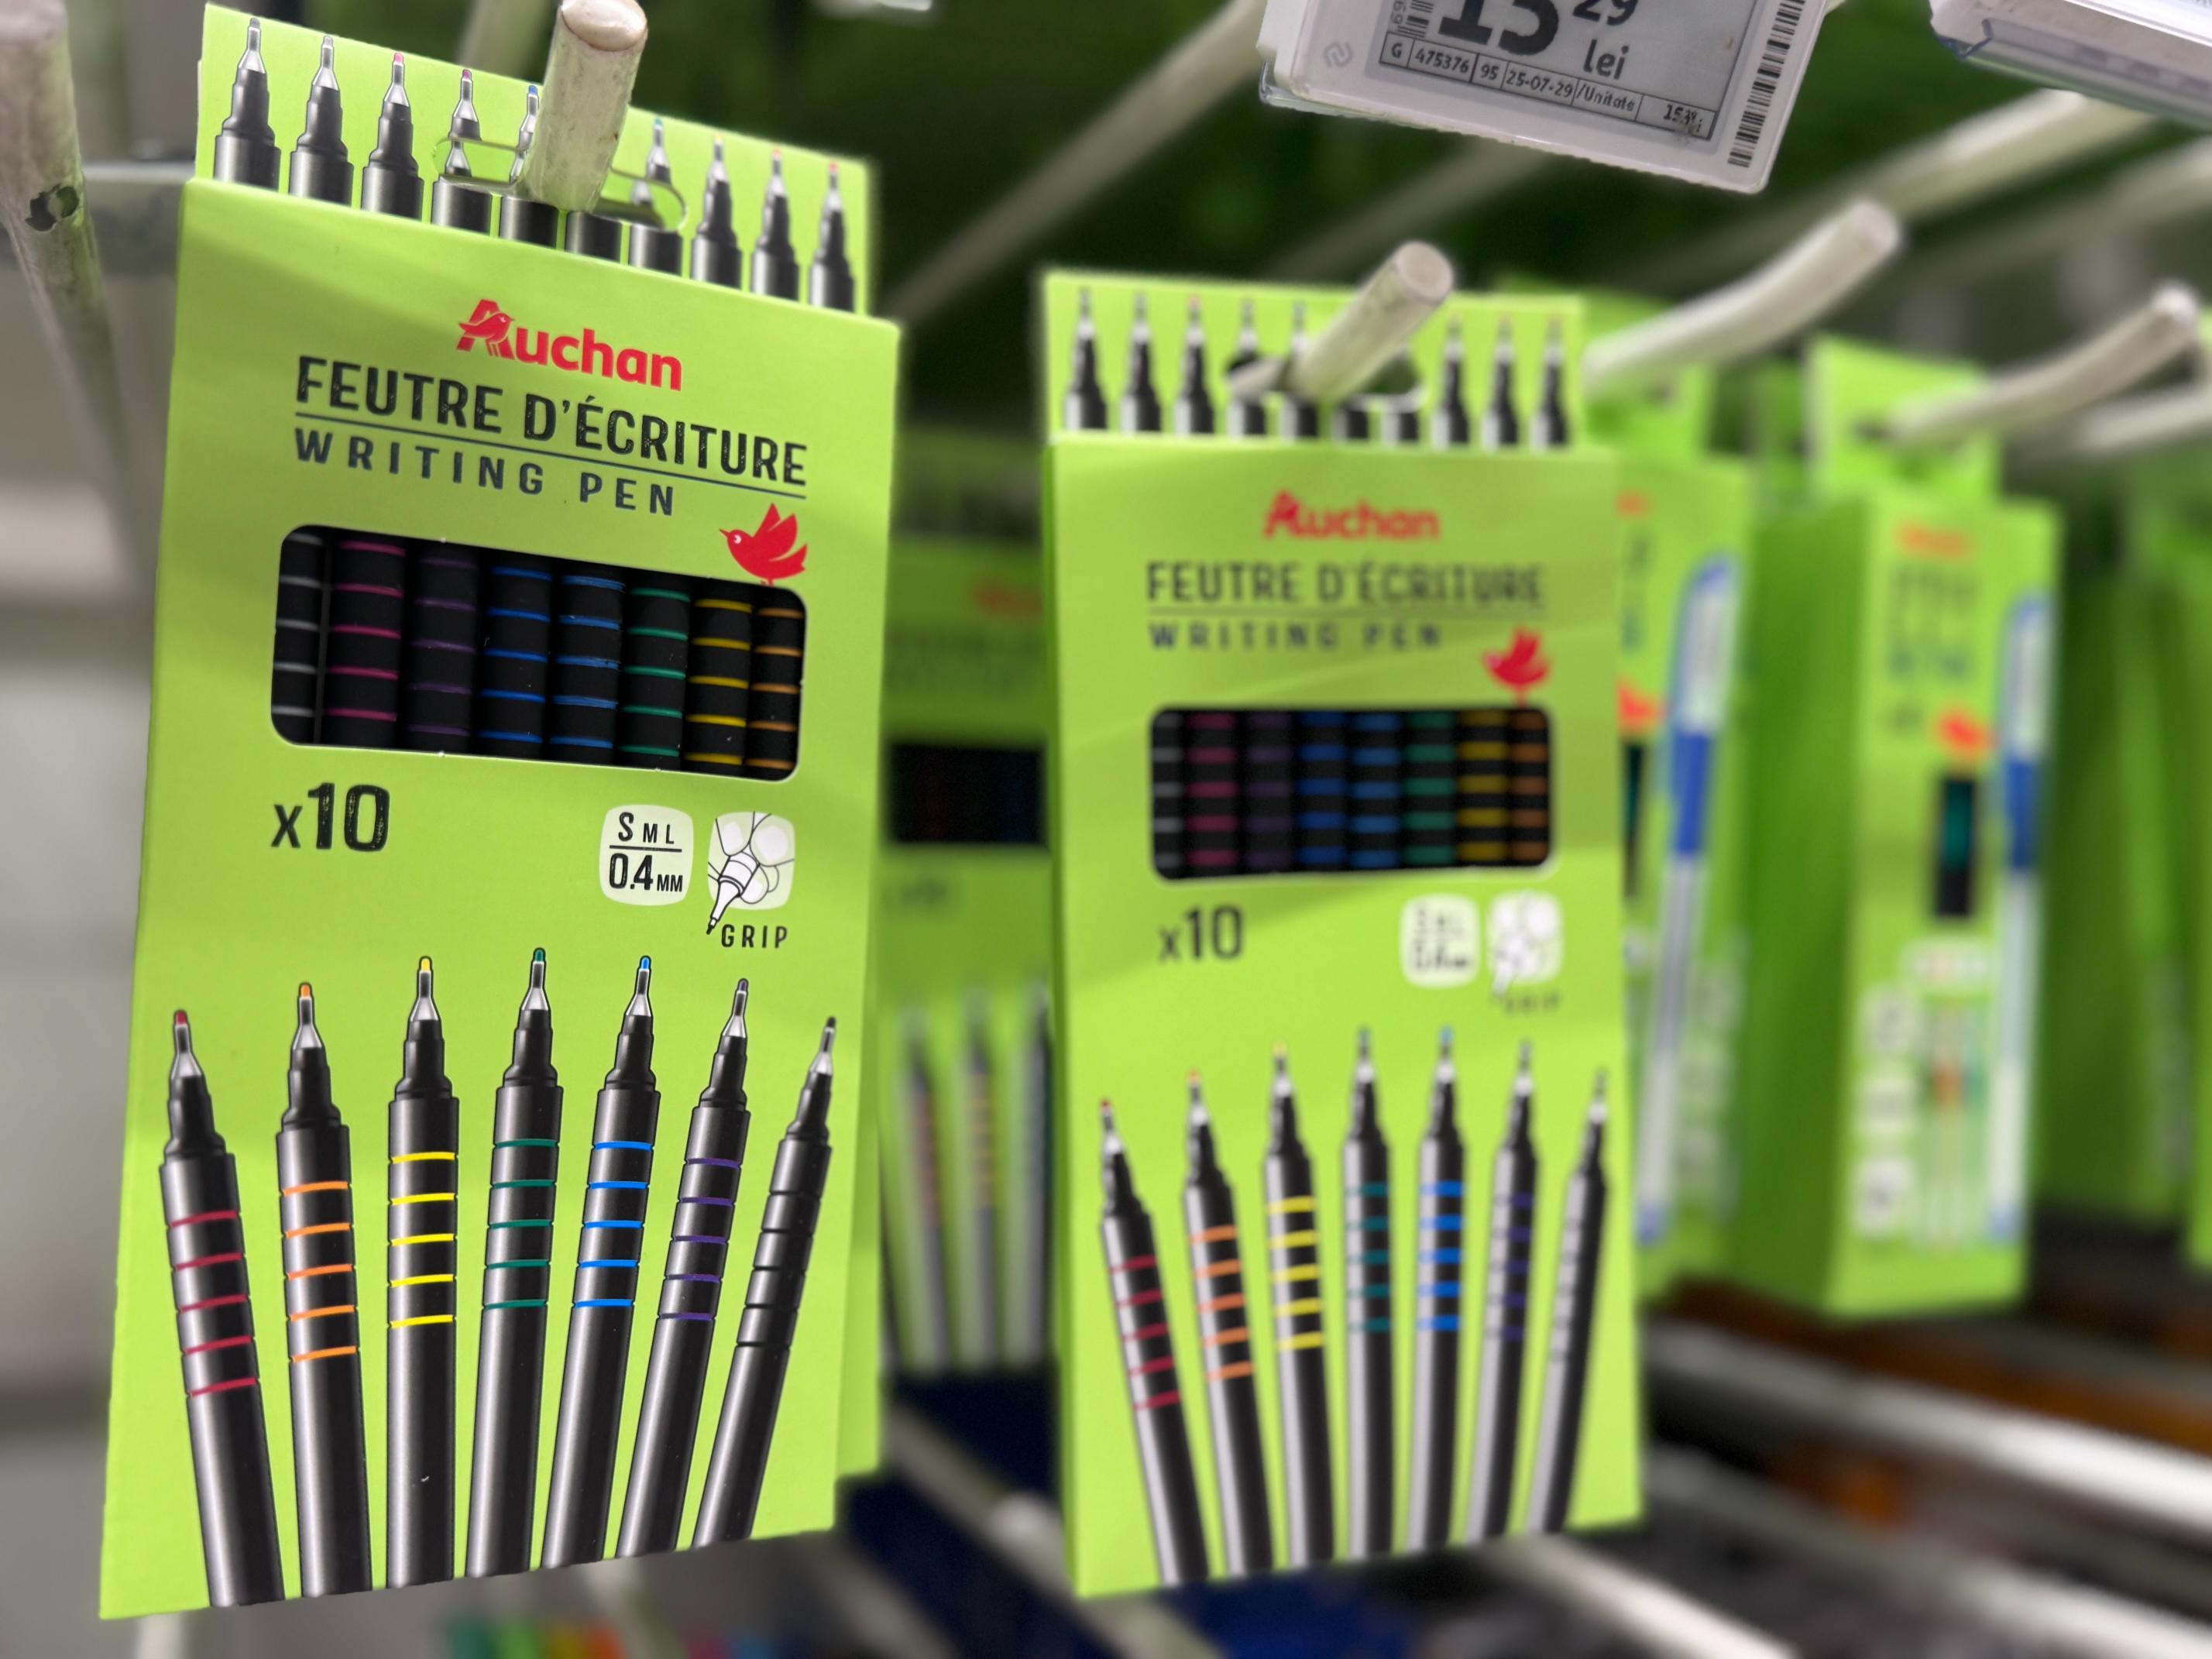 15 29
lei
G 475376 95 25-07-29 /Unitate
Auchan
FEUTRE D'ÉCRITURE
WRITING PEN
x10
S M L
0.4 MM
GRIP
Auchan
FEUTRE D'ÉCRITURE
WRITING PEN
x10
GRIP